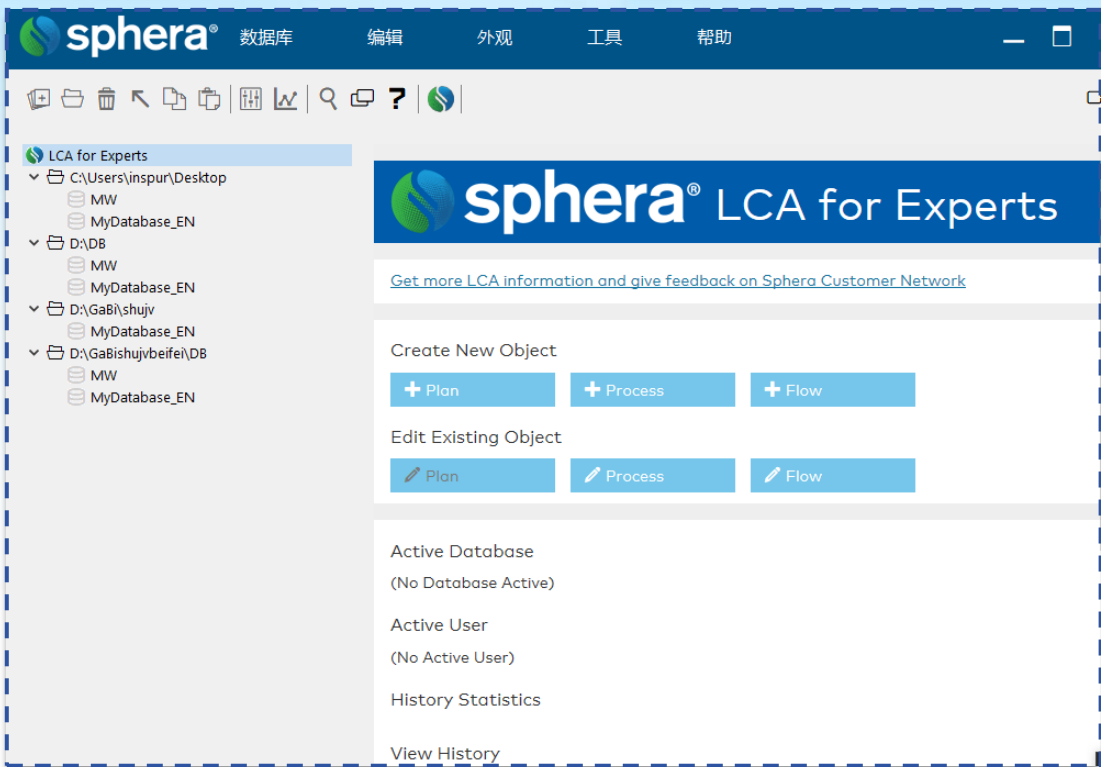 sphera® 数据库 编辑 外观 工具 帮助
LCA for Experts
C:\Users\inspur\Desktop
MW
MyDatabase_EN
D:\DB
MW
MyDatabase_EN
D:\GaBi\shujv
MyDatabase_EN
D:\GaBishujvbeifei\DB
MW
MyDatabase_EN
sphera® LCA for Experts
Get more LCA information and give feedback on Sphera Customer Network
Create New Object
Plan Process Flow
Edit Existing Object
Plan Process Flow
Active Database
(No Database Active)
Active User
(No Active User)
History Statistics
View History